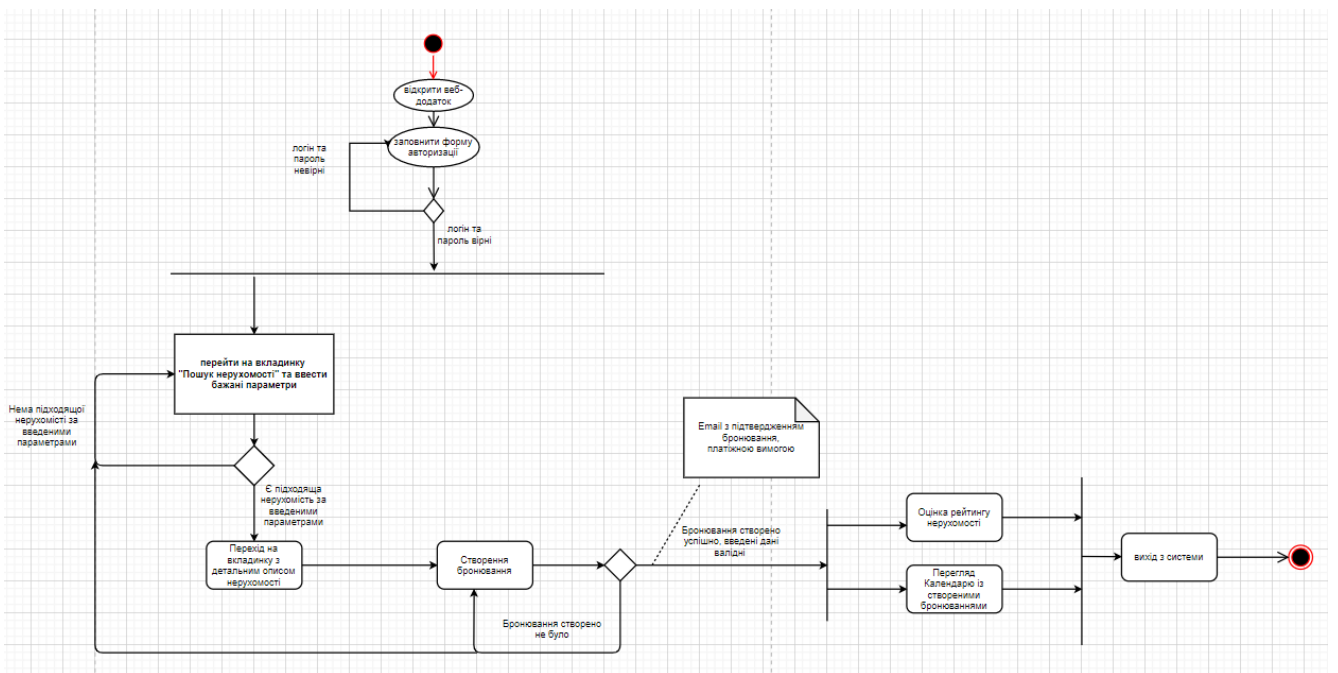 відкрити веб-
додаток
заповнити форму
авторизації
логін та
пароль
невірні
логін та
пароль вірні
перейти на вкладинку
"Пошук нерухомості" та ввести
бажані параметри
Нема підходящої
нерухомісті за
введеними
параметрами
Є підходяща
нерухомість за
введеними
параметрами
Перехід на
вкладинку з
детальним описом
нерухомості
Створення
бронювання
Бронювання створено
не було
Email з підтвердженням
бронювання,
платіжною вимогою
Бронювання створено
успішно, введені дані
валідні
Оцінка рейтингу
нерухомості
Перегляд
Календарю із
створеними
бронюваннями
вихід з системи